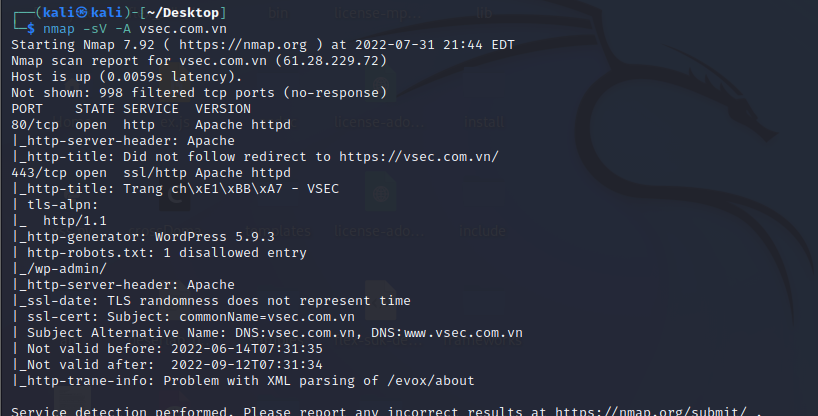 (kali㉿kali)-[~/Desktop]
$ nmap -sV -A vsec.com.vn
Starting Nmap 7.92 ( https://nmap.org ) at 2022-07-31 21:44 EDT
Nmap scan report for vsec.com.vn (61.28.229.72)
Host is up (0.0059s latency).
Not shown: 998 filtered tcp ports (no-response)
PORT    STATE SERVICE  VERSION
80/tcp  open  http     Apache httpd
|_http-server-header: Apache
|_http-title: Did not follow redirect to https://vsec.com.vn/
443/tcp open  ssl/http Apache httpd
|_http-title: Trang ch\xE1\xBB\xA7 - VSEC
| tls-alpn:
|_  http/1.1
|_http-generator: WordPress 5.9.3
| http-robots.txt: 1 disallowed entry
|_/wp-admin/
|_http-server-header: Apache
|_ssl-date: TLS randomness does not represent time
| ssl-cert: Subject: commonName=vsec.com.vn
| Subject Alternative Name: DNS:vsec.com.vn, DNS:www.vsec.com.vn
| Not valid before: 2022-06-14T07:31:35
|_Not valid after:  2022-09-12T07:31:34
|_http-trane-info: Problem with XML parsing of /evox/about
Service detection performed. Please report any incorrect results at https://nmap.org/submit/ .